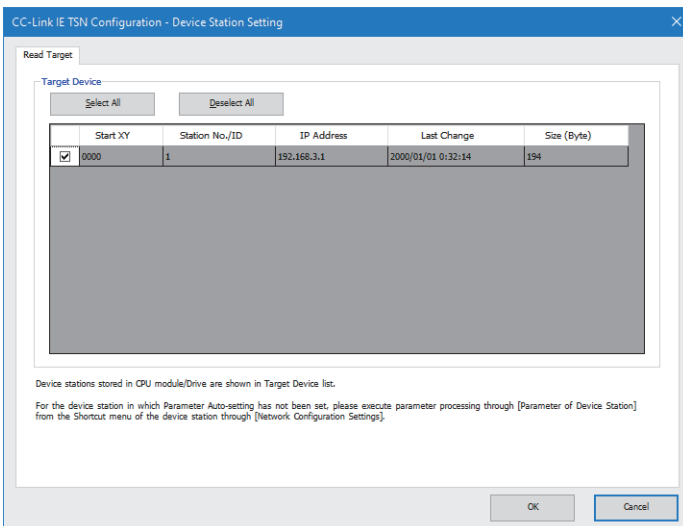 CC-Link IE TSN Configuration - Device Station Setting
Read Target
Target Device
Select All Deselect All
Start XY Station No./ID IP Address Last Change Size (Byte)
0000 1 192.168.3.1 2000/01/01 0:32:14 194
Device stations stored in CPU module/Drive are shown in Target Device list.
For the device station in which Parameter Auto-setting has not been set, please execute parameter processing through [Parameter of Device Station]
from the Shortcut menu of the device station through [Network Configuration Settings].
OK Cancel